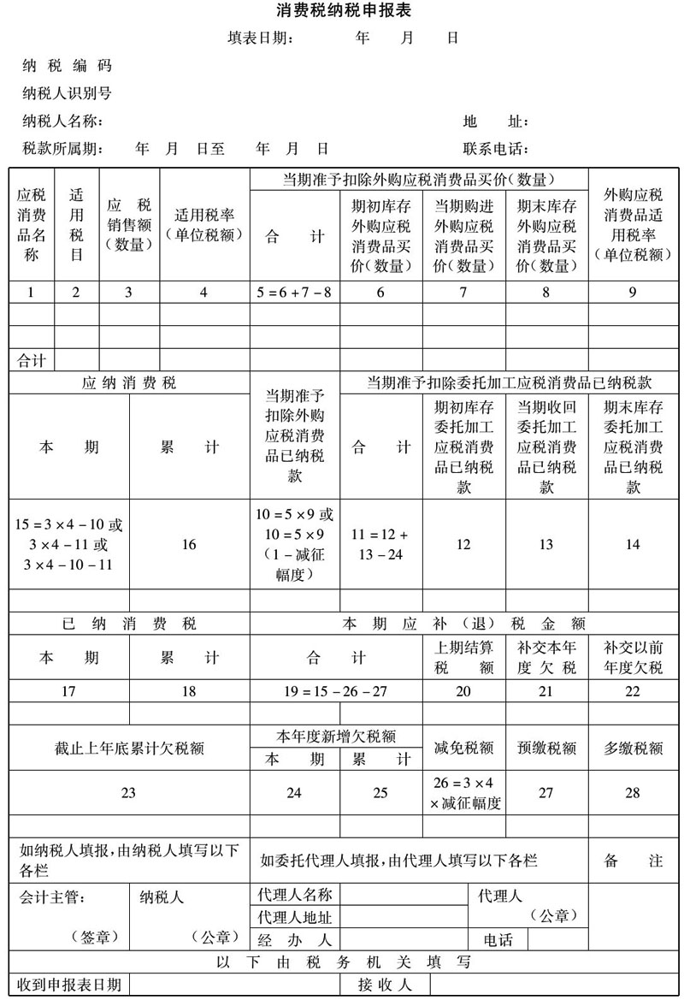 消费税纳税申报表
填表日期： 年 月 日
纳 税 编 码
纳税人识别号
纳税人名称： 地 址：
税款所属期： 年 月 日至 年 月 日 联系电话：
应税消费品名称
适用税目
应 税销售额（数量）
适用税率（单位税额）
当期准予扣除外购应税消费品买价（数量）
合 计
期初库存外购应税消费品买价（数量）
当期购进外购应税消费品买价（数量）
期末库存外购应税消费品买价（数量）
外购应税消费品适用税率（单位税额）
1 2 3 4 5=6+7-8 6 7 8 9
合计
应 纳 消 费 税
当期准予扣除外购应税消费品已纳税款
当期准予扣除委托加工应税消费品已纳税款
本 期
累 计
合 计
期初库存委托加工应税消费品已纳税款
当期收回委托加工应税消费品已纳税款
期末库存委托加工应税消费品已纳税款
15=3×4-10 或
3×4-11 或
3×4-10-11
16
10=5×9 或
10=5×9
（1-减征
幅度）
11=12+
13-24
12 13 14
已 纳 消 费 税 本 期 应 补 （退） 税 金 额
本 期 累 计 合 计
上期结算税 额
补交本年度 欠 税
补交以前年度欠税
17 18 19=15-26-27 20 21 22
截止上年底累计欠税额
本年度新增欠税额
本 期 累 计
减免税额 预缴税额 多缴税额
23 24 25
26=3×4
×减征幅度
27 28
如纳税人填报，由纳税人填写以下
各栏
如委托代理人填报，由代理人填写以下各栏
备 注
会计主管：
（签章）
纳税人
（公章）
代理人名称
代理人地址
经 办 人
代理人
（公章）
电话
以 下 由 税 务 机 关 填 写
收到申报表日期 接 收 人